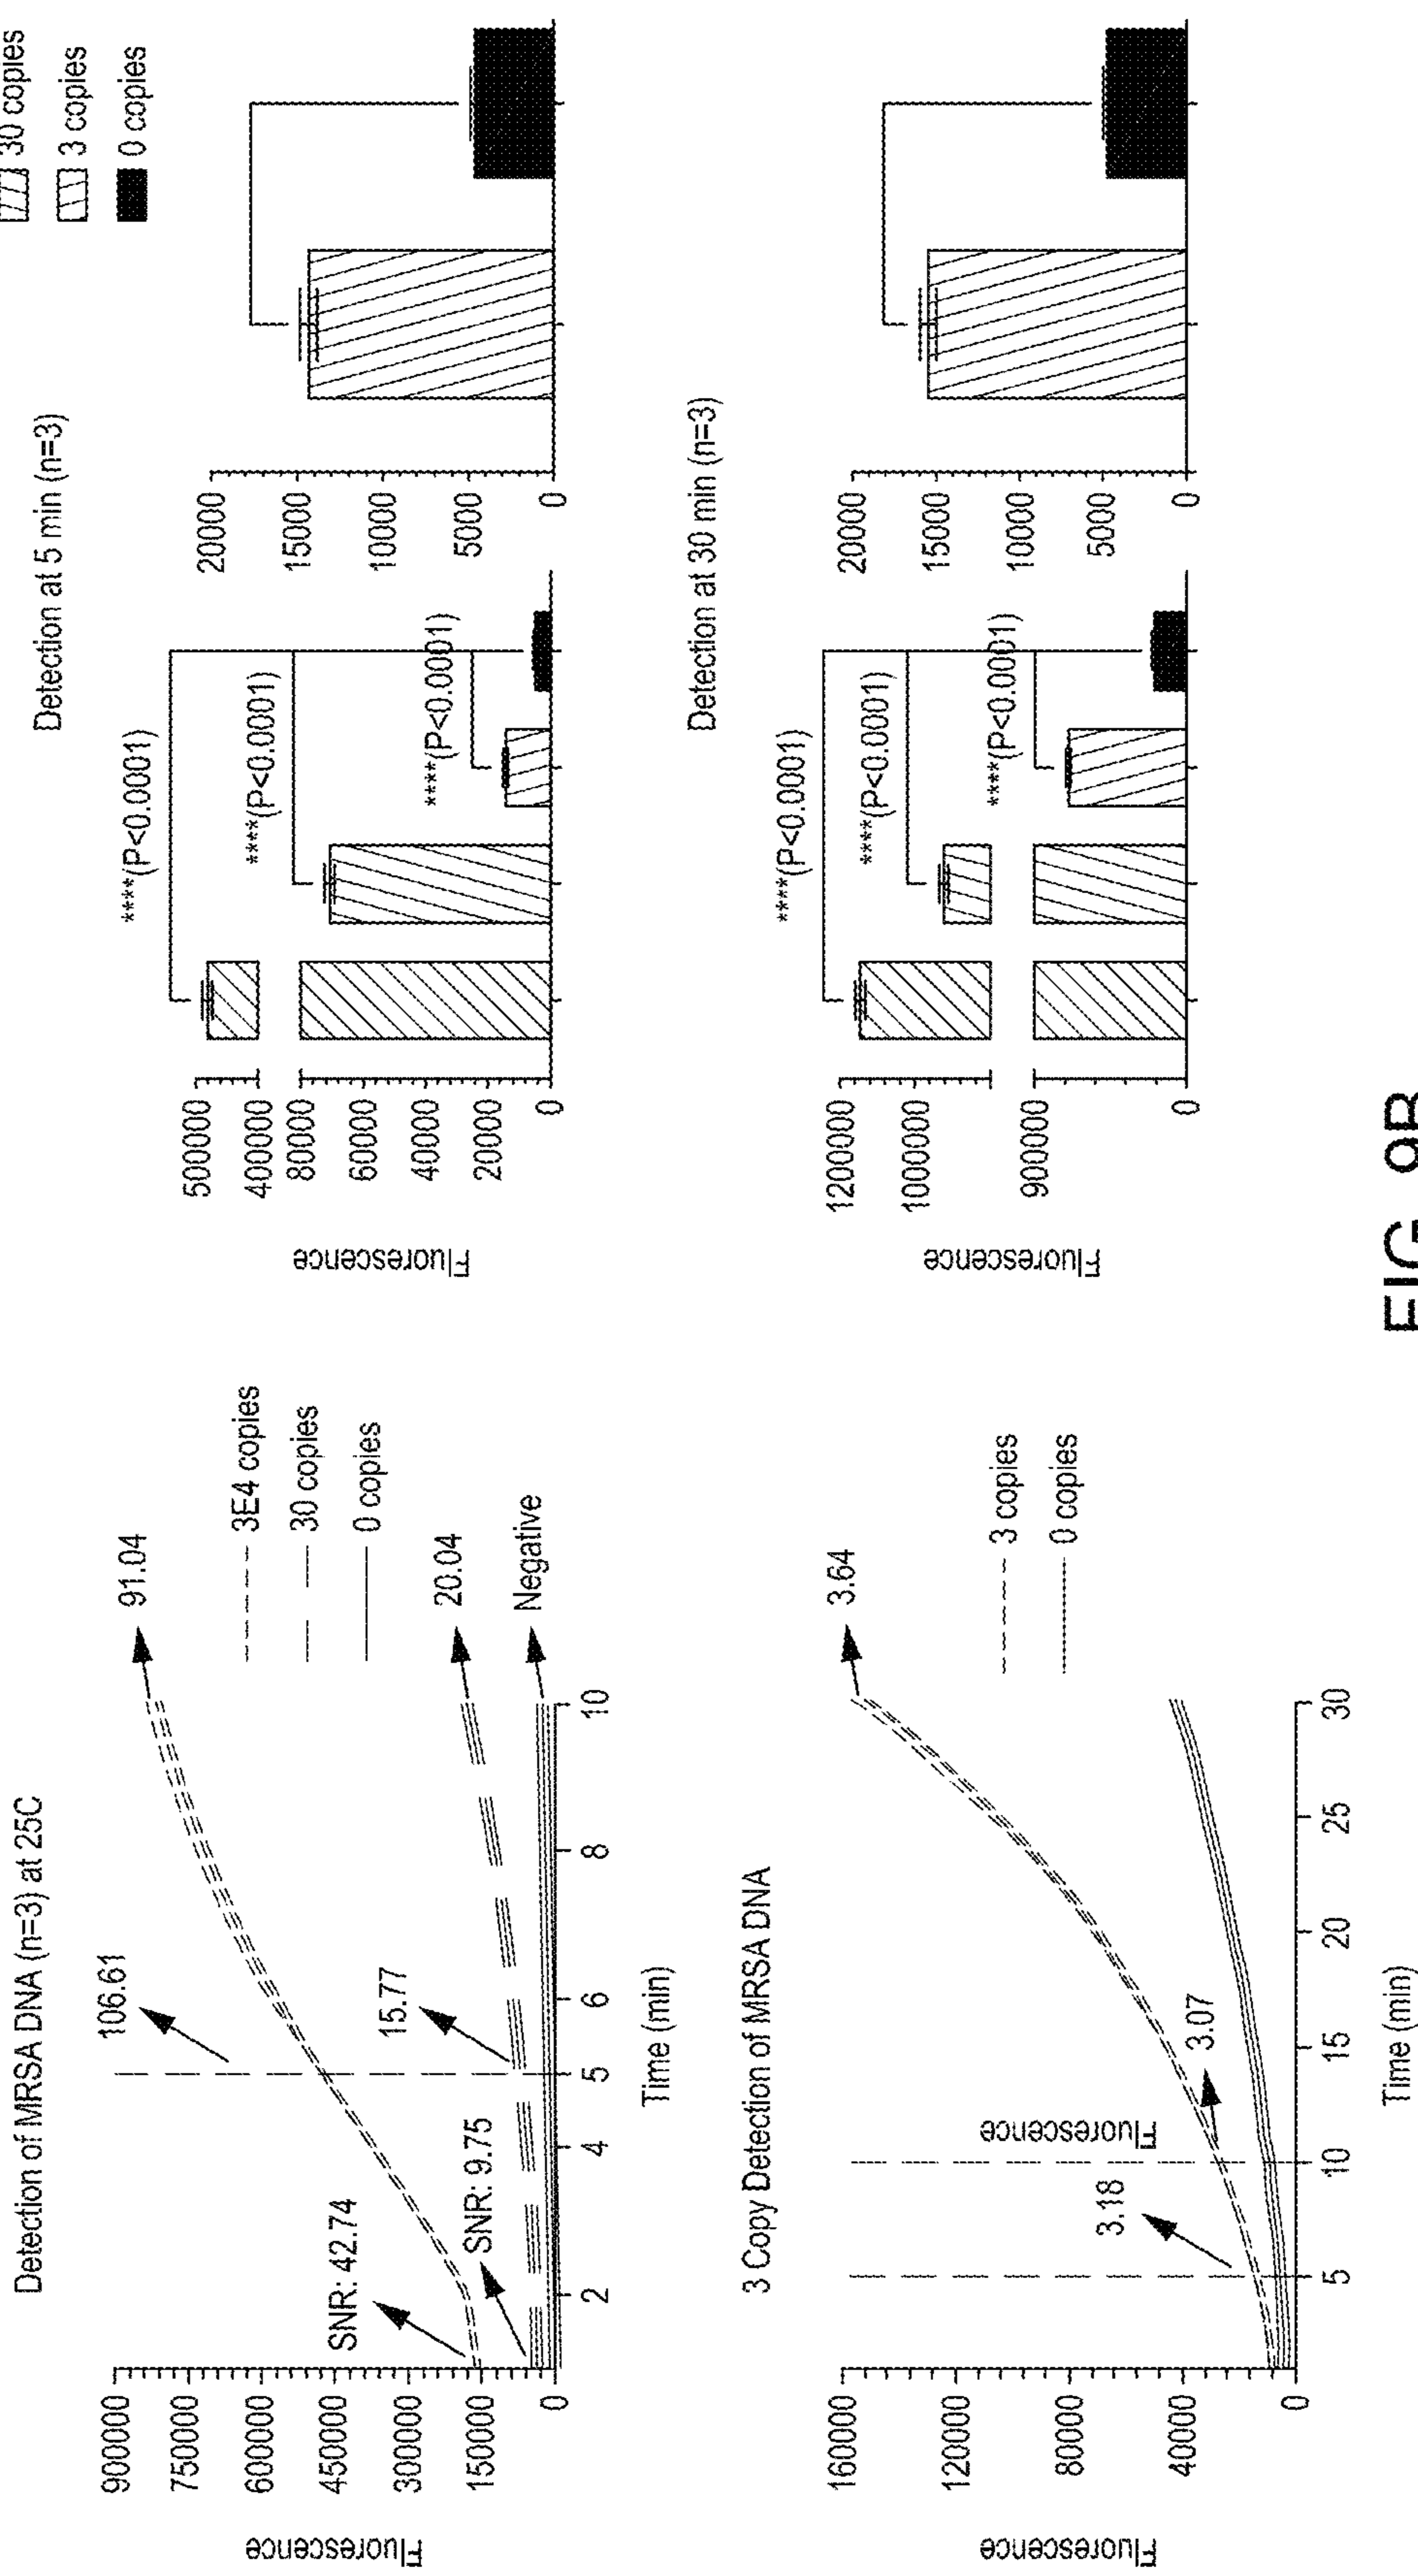 Detection of MRSA DNA (n=3) at 25C
Fluorescence
900000
750000
600000
450000
300000
150000
0
2
4
5
6
8
10
Time (min)
SNR: 42.74
SNR: 9.75
106.61
15.77
91.04
20.04
Negative
3E4 copies
30 copies
0 copies
Detection at 5 min (n=3)
30 copies
3 copies
0 copies
Fluorescence
500000
400000
80000
60000
40000
20000
0
****(P<0.0001)
****(P<0.0001)
****(P<0.0001)
20000
15000
10000
5000
0
3 Copy Detection of MRSA DNA
Fluorescence
160000
120000
80000
40000
0
5
10
15
20
25
30
Time (min)
3.18
Fluorescence
3.07
3.64
3 copies
0 copies
Detection at 30 min (n=3)
Fluorescence
1200000
1000000
900000
0
****(P<0.0001)
****(P<0.0001)
****(P<0.0001)
20000
15000
10000
5000
0
FIG. 9B